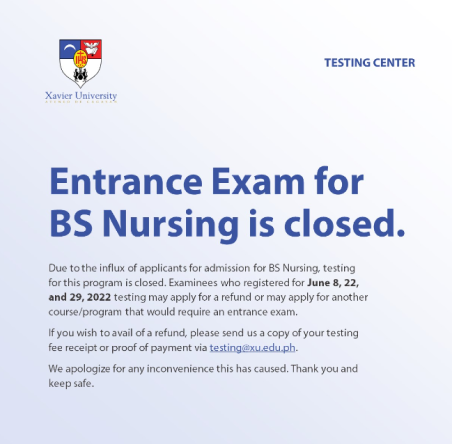 Xavier University
TESTING CENTER
Entrance Exam for
BS Nursing is closed.
Due to the influx of applicants for admission for BS Nursing, testing
for this program is closed. Examinees who registered for June 8, 22,
and 29, 2022 testing may apply for a refund or may apply for another
course/program that would require an entrance exam.
If you wish to avail of a refund, please send us a copy of your testing
fee receipt or proof of payment via testing@xu.edu.ph.
We apologize for any inconvenience this has caused. Thank you and
keep safe.